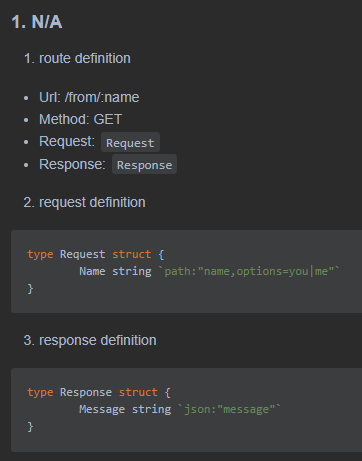 1. N/A
1. route definition
• Url: /from/:name
• Method: GET
• Request: Request
• Response: Response
2. request definition
type Request struct {
Name string `path:"name,options=you|me"`
}
3. response definition
type Response struct {
Message string `json:"message"`
}